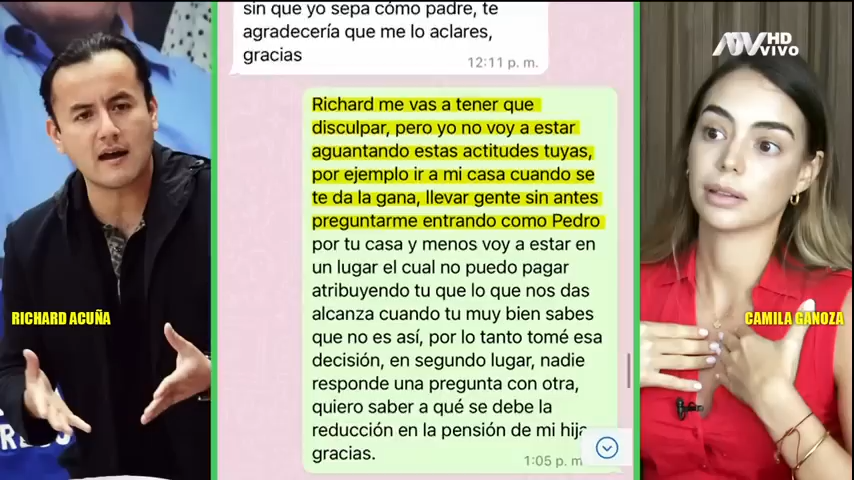 sin que yo sepa cómo padre, te
agradecería que me lo aclares,
gracias
12:11 p. m.
ATV HD
VIVO
Richard me vas a tener que
disculpar, pero yo no voy a estar
aguantando estas actitudes tuyas,
por ejemplo ir a mi casa cuando se
te da la gana, llevar gente sin antes
preguntarme entrando como Pedro
por tu casa y menos voy a estar en
un lugar el cual no puedo pagar
atribuyendo tu que lo que nos das
alcanza cuando tu muy bien sabes
que no es así, por lo tanto tomé esa
decisión, en segundo lugar, nadie
responde una pregunta con otra,
quiero saber a qué se debe la
reducción en la pensión de mi hija
gracias.
1:05 p. m
RICHARD ACUÑA
CAMILA GANOZA